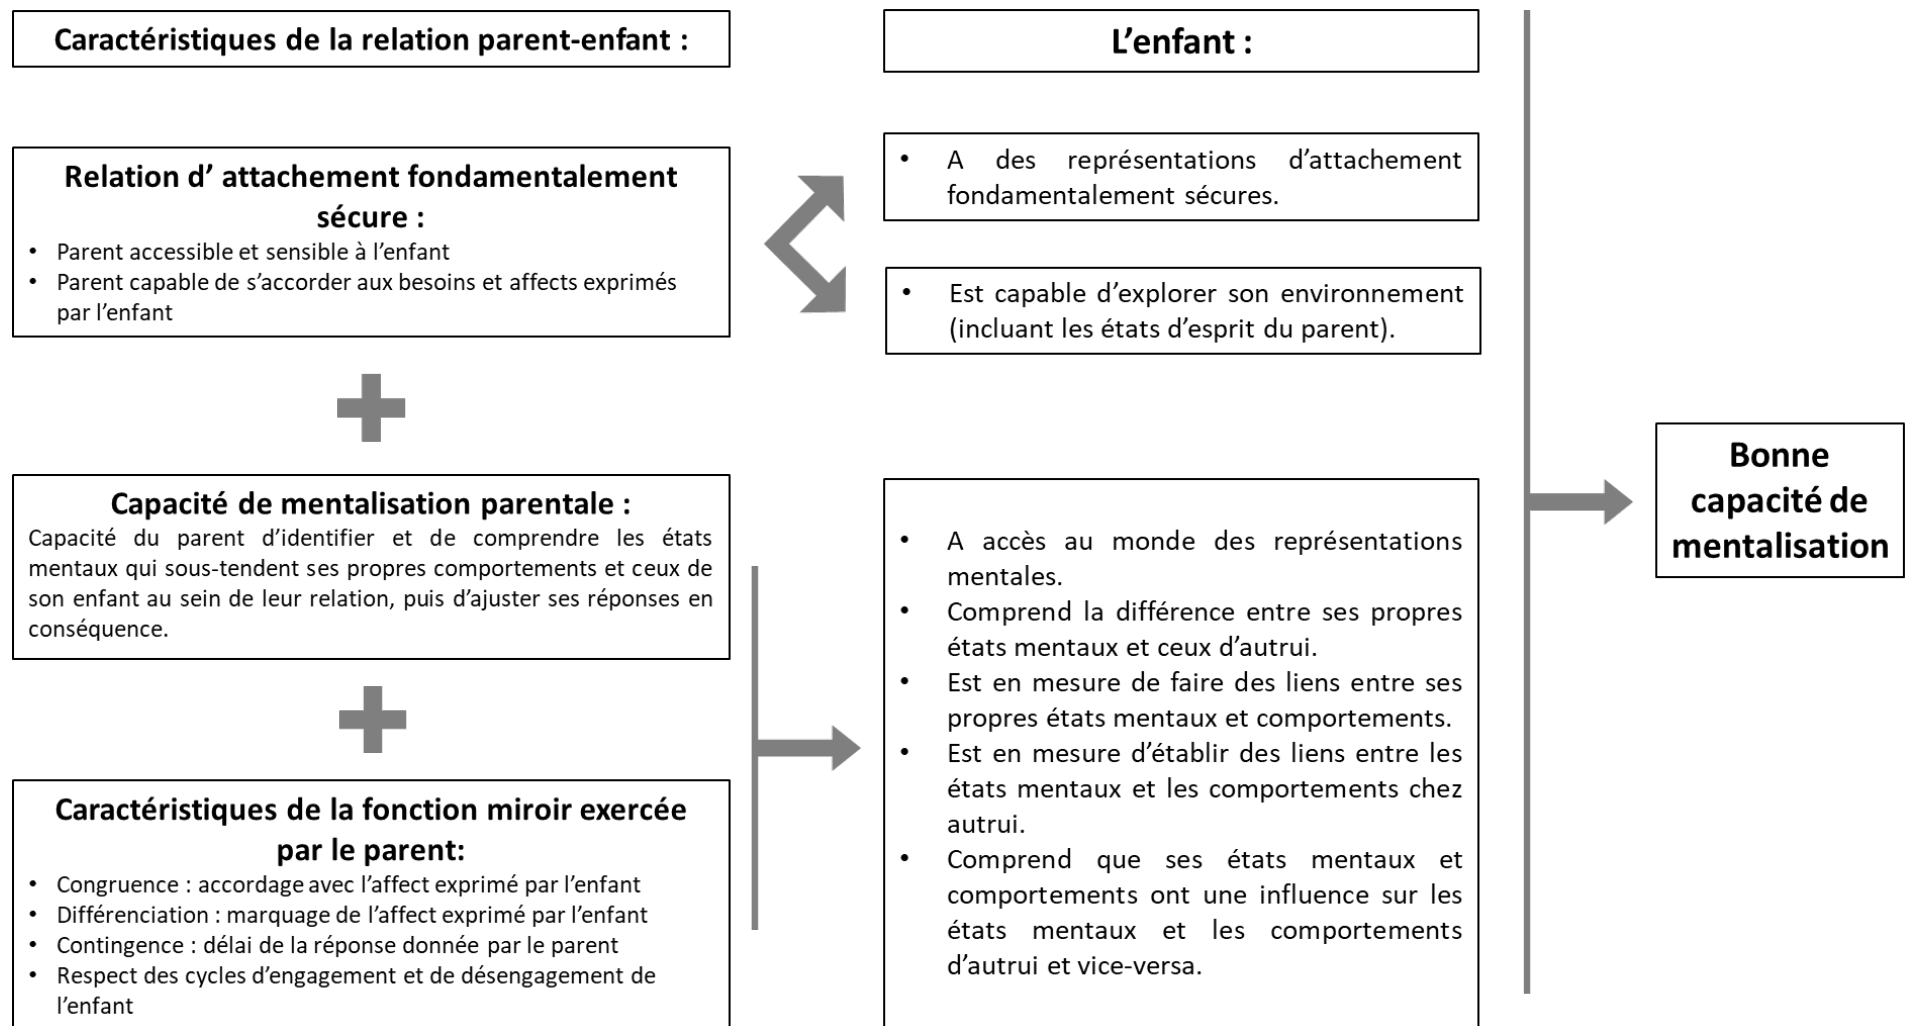 Caractéristiques de la relation parent-enfant :
L’enfant :
Relation d’ attachement fondamentalement
sécure :
• Parent accessible et sensible à l’enfant
• Parent capable de s’accorder aux besoins et affects exprimés
par l’enfant
• A des représentations d’attachement
fondamentalement sécures.
• Est capable d’explorer son environnement
(incluant les états d’esprit du parent).
Capacité de mentalisation parentale :
Capacité du parent d’identifier et de comprendre les états
mentaux qui sous-tendent ses propres comportements et ceux de
son enfant au sein de leur relation, puis d’ajuster ses réponses en
conséquence.
Caractéristiques de la fonction miroir exercée
par le parent:
• Congruence : accordage avec l’affect exprimé par l’enfant
• Différenciation : marquage de l’affect exprimé par l’enfant
• Contingence : délai de la réponse donnée par le parent
• Respect des cycles d’engagement et de désengagement de
l’enfant
• A accès au monde des représentations
mentales.
• Comprend la différence entre ses propres
états mentaux et ceux d’autrui.
• Est en mesure de faire des liens entre ses
propres états mentaux et comportements.
• Est en mesure d’établir des liens entre les
états mentaux et les comportements chez
autrui.
• Comprend que ses états mentaux et
comportements ont une influence sur les
états mentaux et les comportements
d’autrui et vice-versa.
Bonne
capacité de
mentalisation